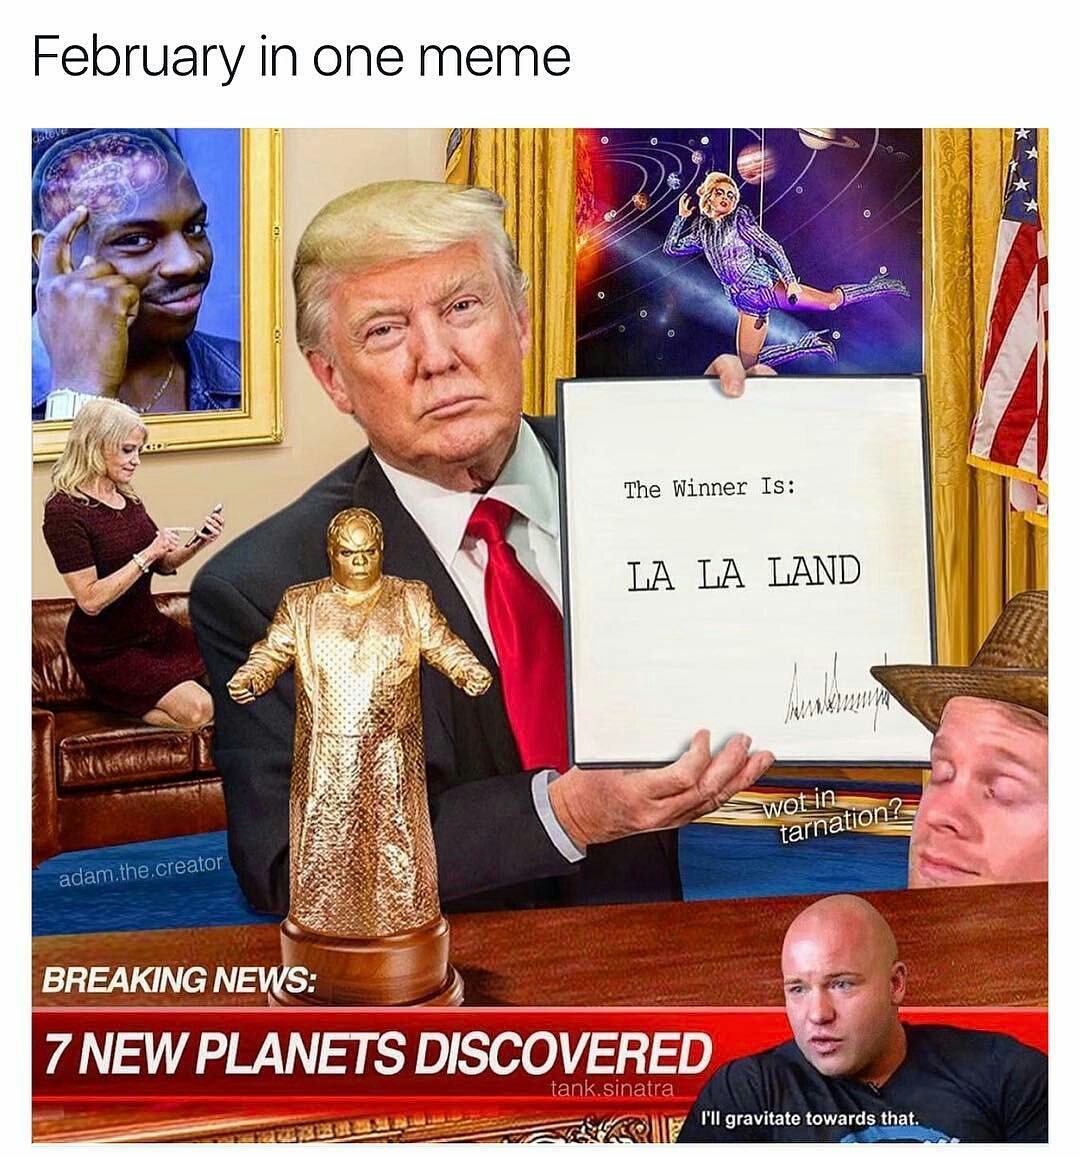 February in one meme
The Winner Is:
LA LA LAND
wot in
tarnation?
adam.the.creator
BREAKING NEWS:
7 NEW PLANETS DISCOVERED
tank.sinatra
I'll gravitate towards that.